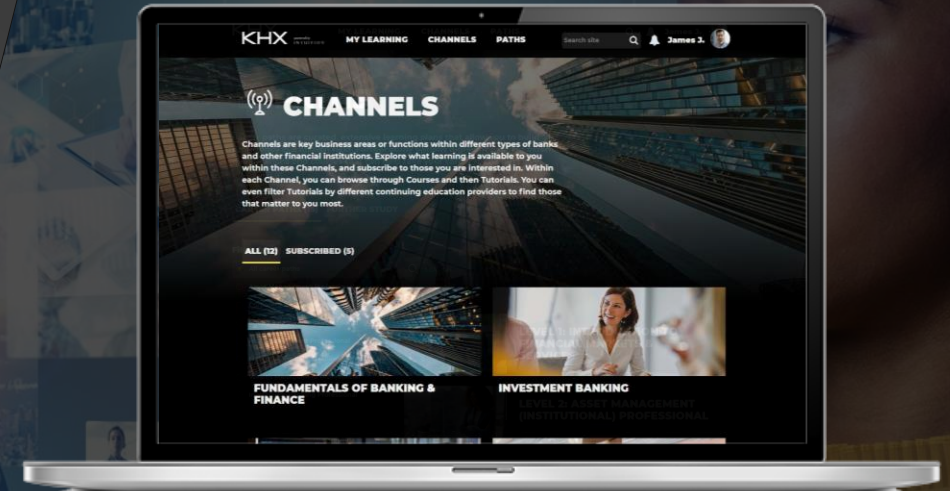 KHX
MY LEARNING
CHANNELS
PATHS
Search site
James J.
CHANNELS
Channels are key business areas or functions within different types of banks
and other financial institutions. Explore what learning is available to you
within these Channels, and subscribe to those you are interested in. Within
each Channel, you can browse through Courses and then Tutorials. You can
even filter Tutorials by different continuing education providers to find those
that matter to you most.
ALL (12)
SUBSCRIBED (5)
FUNDAMENTALS OF BANKING &
FINANCE
INVESTMENT BANKING
LEVEL 2: ASSET MANAGEMENT
(INSTITUTIONAL) PROFESSIONAL